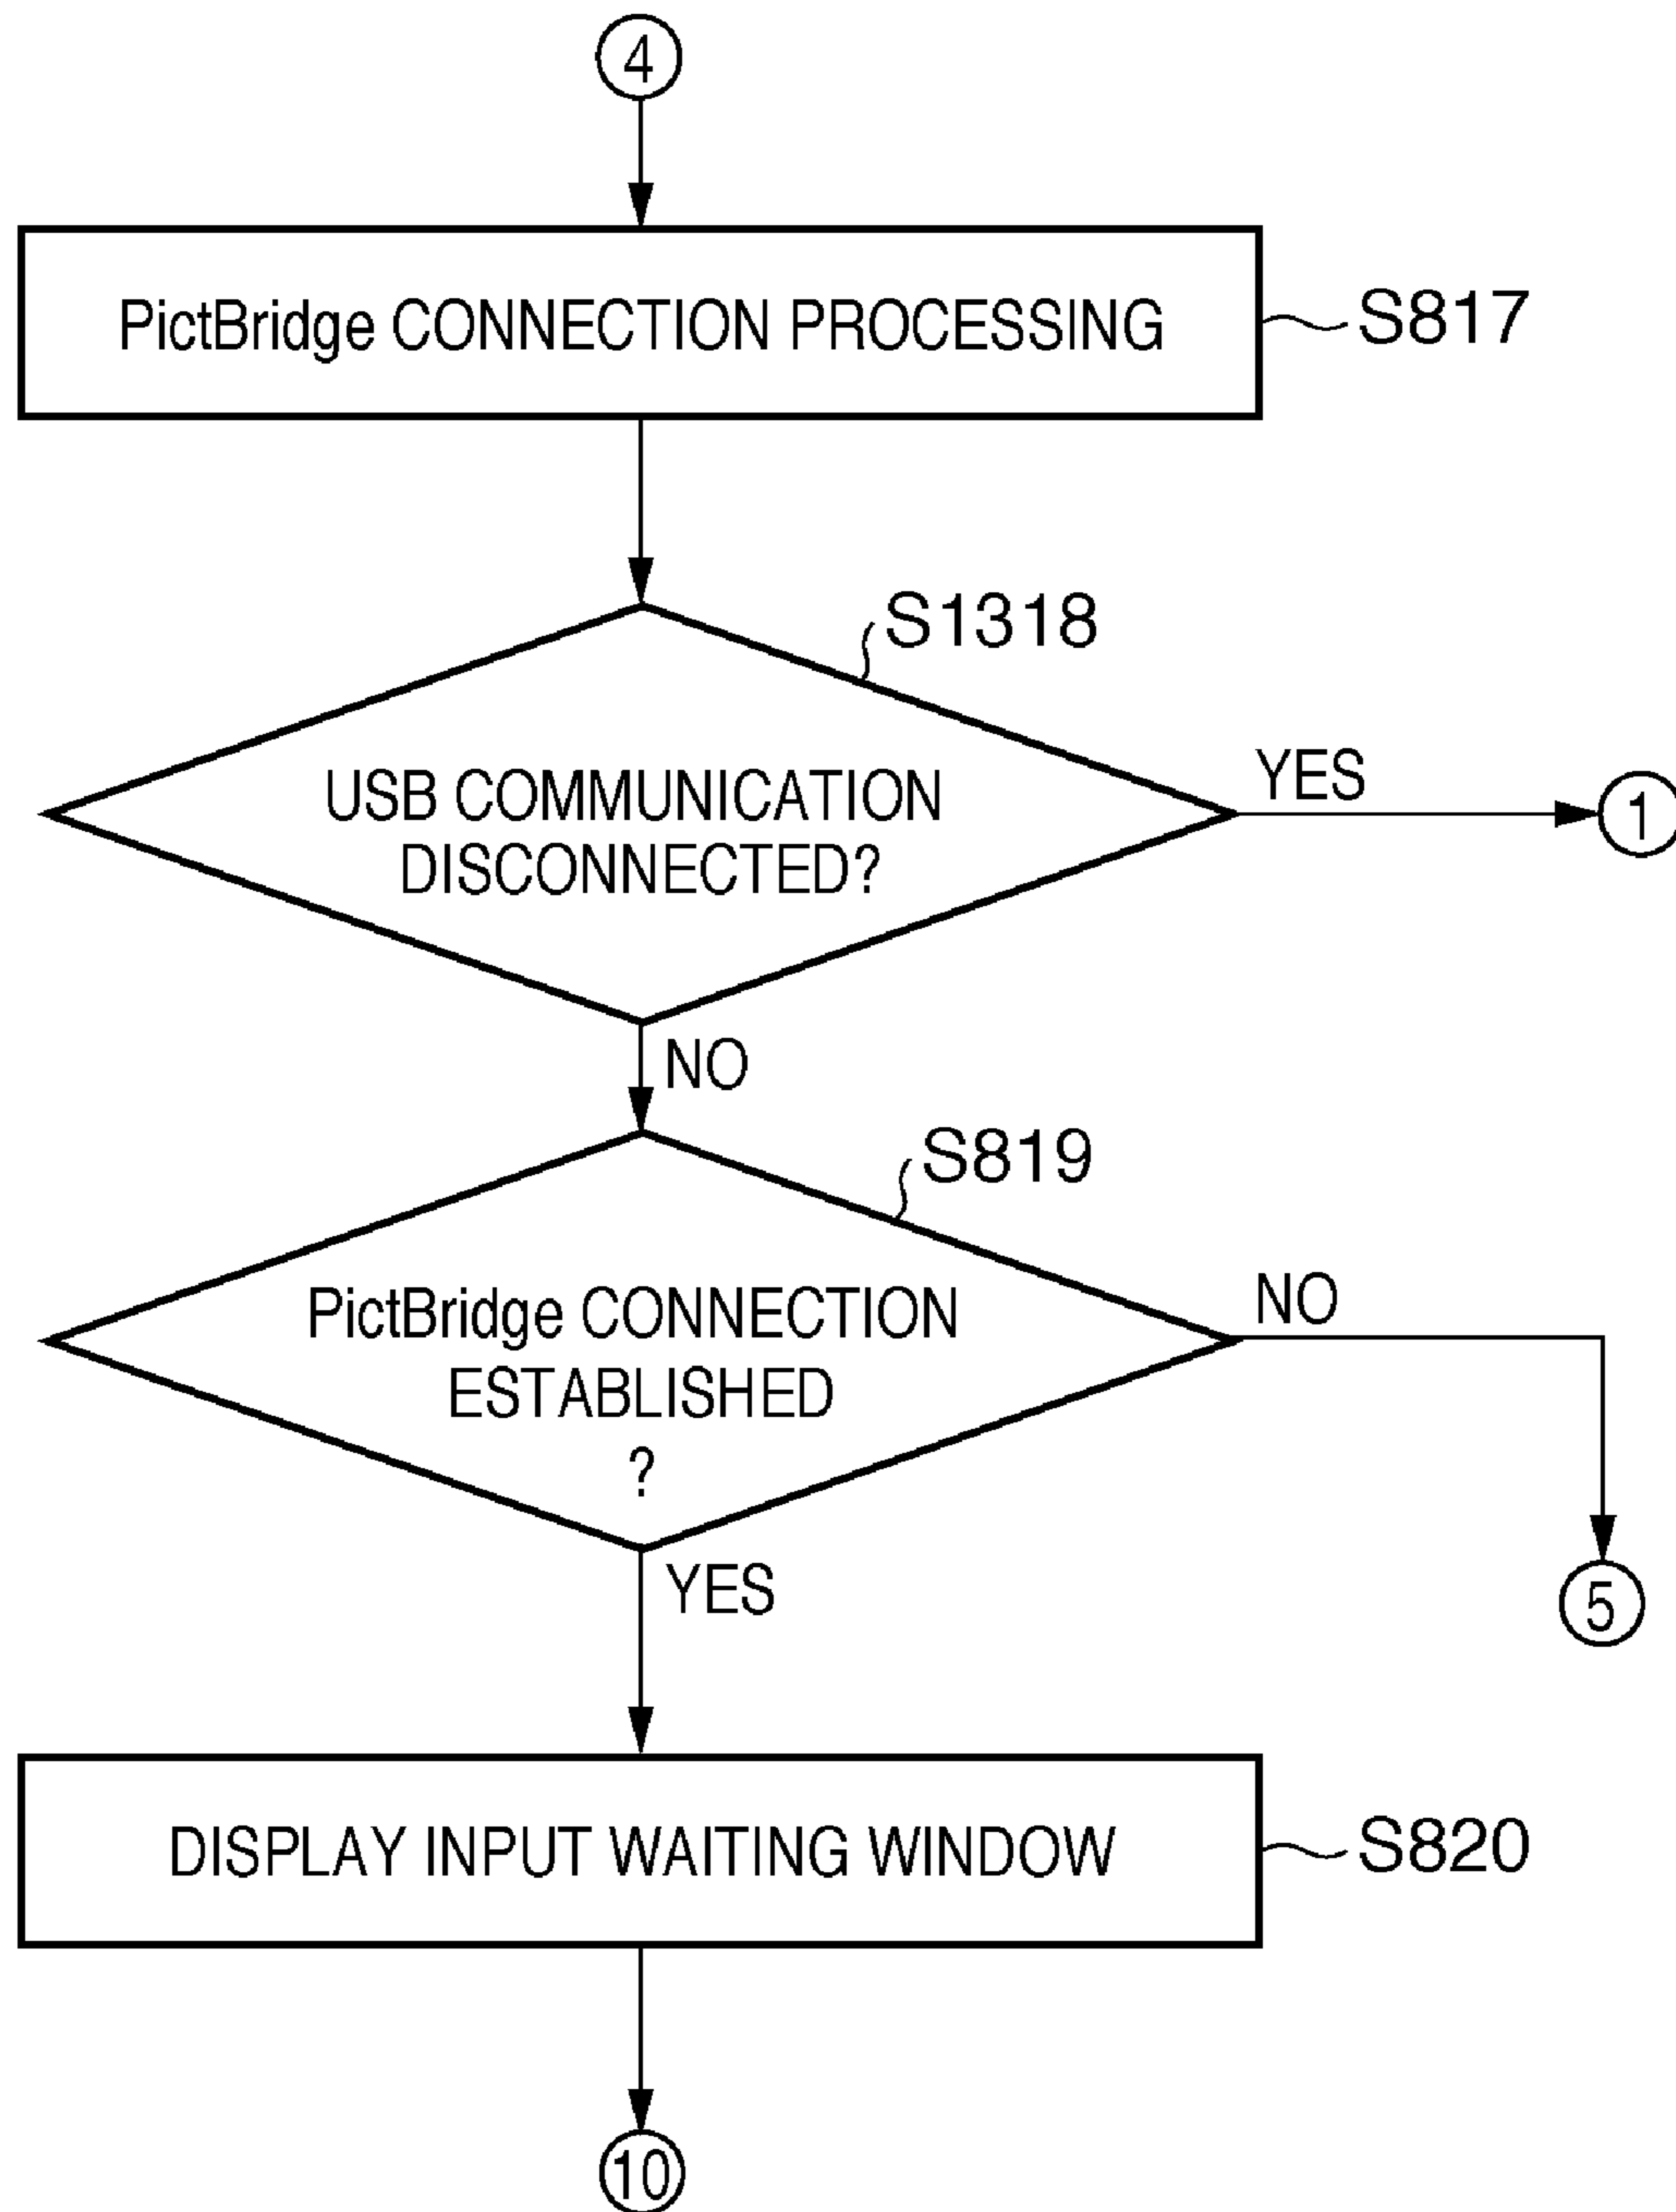 4
PictBridge CONNECTION PROCESSING
S817
S1318
USB COMMUNICATION
DISCONNECTED?
YES
1
NO
S819
PictBridge CONNECTION
ESTABLISHED
?
NO
YES
5
DISPLAY INPUT WAITING WINDOW
S820
10